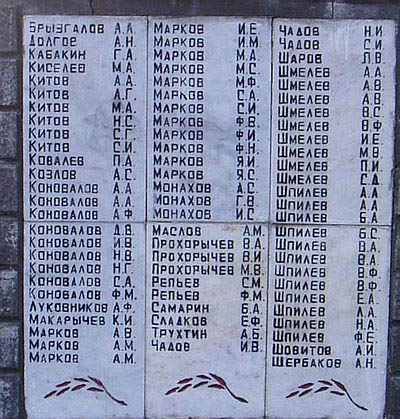 БРЫЗГАЛОВ А.А.
ДОЛГОВ А.Н.
КАБАКИН Г.А.
КИСЕЛЕВ М.А.
КИТОВ А.А.
КИТОВ А.Г.
КИТОВ М.А.
КИТОВ Н.С.
КИТОВ С.Г.
КИТОВ С.И.
КОВАЛЕВ П.Д.
КОЗЛОВ А.С.
КОНОВАЛОВ А.А.
КОНОВАЛОВ А.А.
КОНОВАЛОВ А.Ф.
КОНОВАЛОВ Д.В.
КОНОВАЛОВ И.В.
КОНОВАЛОВ Н.В.
КОНОВАЛОВ Н.Г.
КОНОВАЛОВ С.А.
КОНОВАЛОВ Ф.М.
ЛУКОВНИКОВ А.Ф.
МАКАРЫЧЕВ К.И.
МАРКОВ А.В.
МАРКОВ А.М.
МАРКОВ А.М.
МАРКОВ И.Е.
МАРКОВ И.М.
МАРКОВ М.А.
МАРКОВ М.С.
МАРКОВ М.Ф.
МАРКОВ С.А.
МАРКОВ С.И.
МАРКОВ Ф.В.
МАРКОВ Ф.И.
МАРКОВ Ф.Н.
МАРКОВ Я.И.
МАРКОВ Я.С.
МОНАХОВ А.С.
МОНАХОВ Г.В.
МОНАХОВ И.С.
МАСЛОВ А.М.
ПРОХОРЫЧЕВ В.А.
ПРОХОРЫЧЕВ В.И.
ПРОХОРЫЧЕВ М.В.
РЕПЬЕВ С.М.
РЕПЬЕВ Ф.М.
САМАРИН Б.А.
СЛАДКОВ Е.Ф.
ТРУХТИН А.Б.
ЧАДОВ И.В.
ЧАДОВ Н.И.
ЧАДОВ С.И.
ШАРОВ Л.В.
ШМЕЛЕВ А.А.
ШМЕЛЕВ А.В.
ШМЕЛЕВ А.В.
ШМЕЛЕВ В.С.
ШМЕЛЕВ В.Ф.
ШМЕЛЕВ И.Е.
ШМЕЛЕВ М.В.
ШМЕЛЕВ П.И.
ШМЕЛЕВ С.Д.
ШПИЛЕВ А.А.
ШПИЛЕВ А.А.
ШПИЛЕВ Б.А.
ШПИЛЕВ Б.С.
ШПИЛЕВ В.А.
ШПИЛЕВ В.А.
ШПИЛЕВ В.Ф.
ШПИЛЕВ В.Ф.
ШПИЛЕВ Е.А.
ШПИЛЕВ Л.А.
ШПИЛЕВ Н.А.
ШПИЛЕВ Ф.Е.
ШОВИТОВ А.И.
ЩЕРБАКОВ А.Н.